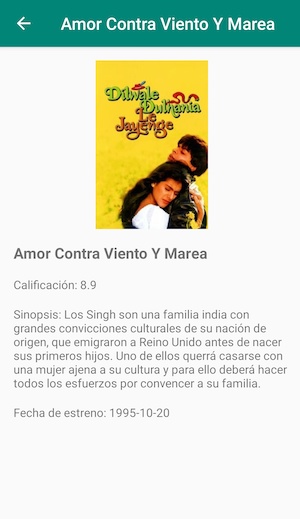 Amor Contra Viento Y Marea
Dilwale
Dulhania
Le
Jayenge
Amor Contra Viento Y Marea
Calificación: 8.9
Sinopsis: Los Singh son una familia india con
grandes convicciones culturales de su nación de
origen, que emigraron a Reino Unido antes de nacer
sus primeros hijos. Uno de ellos querrá casarse con
una mujer ajena a su cultura y para ello deberá hacer
todos los esfuerzos por convencer a su familia.
Fecha de estreno: 1995-10-20